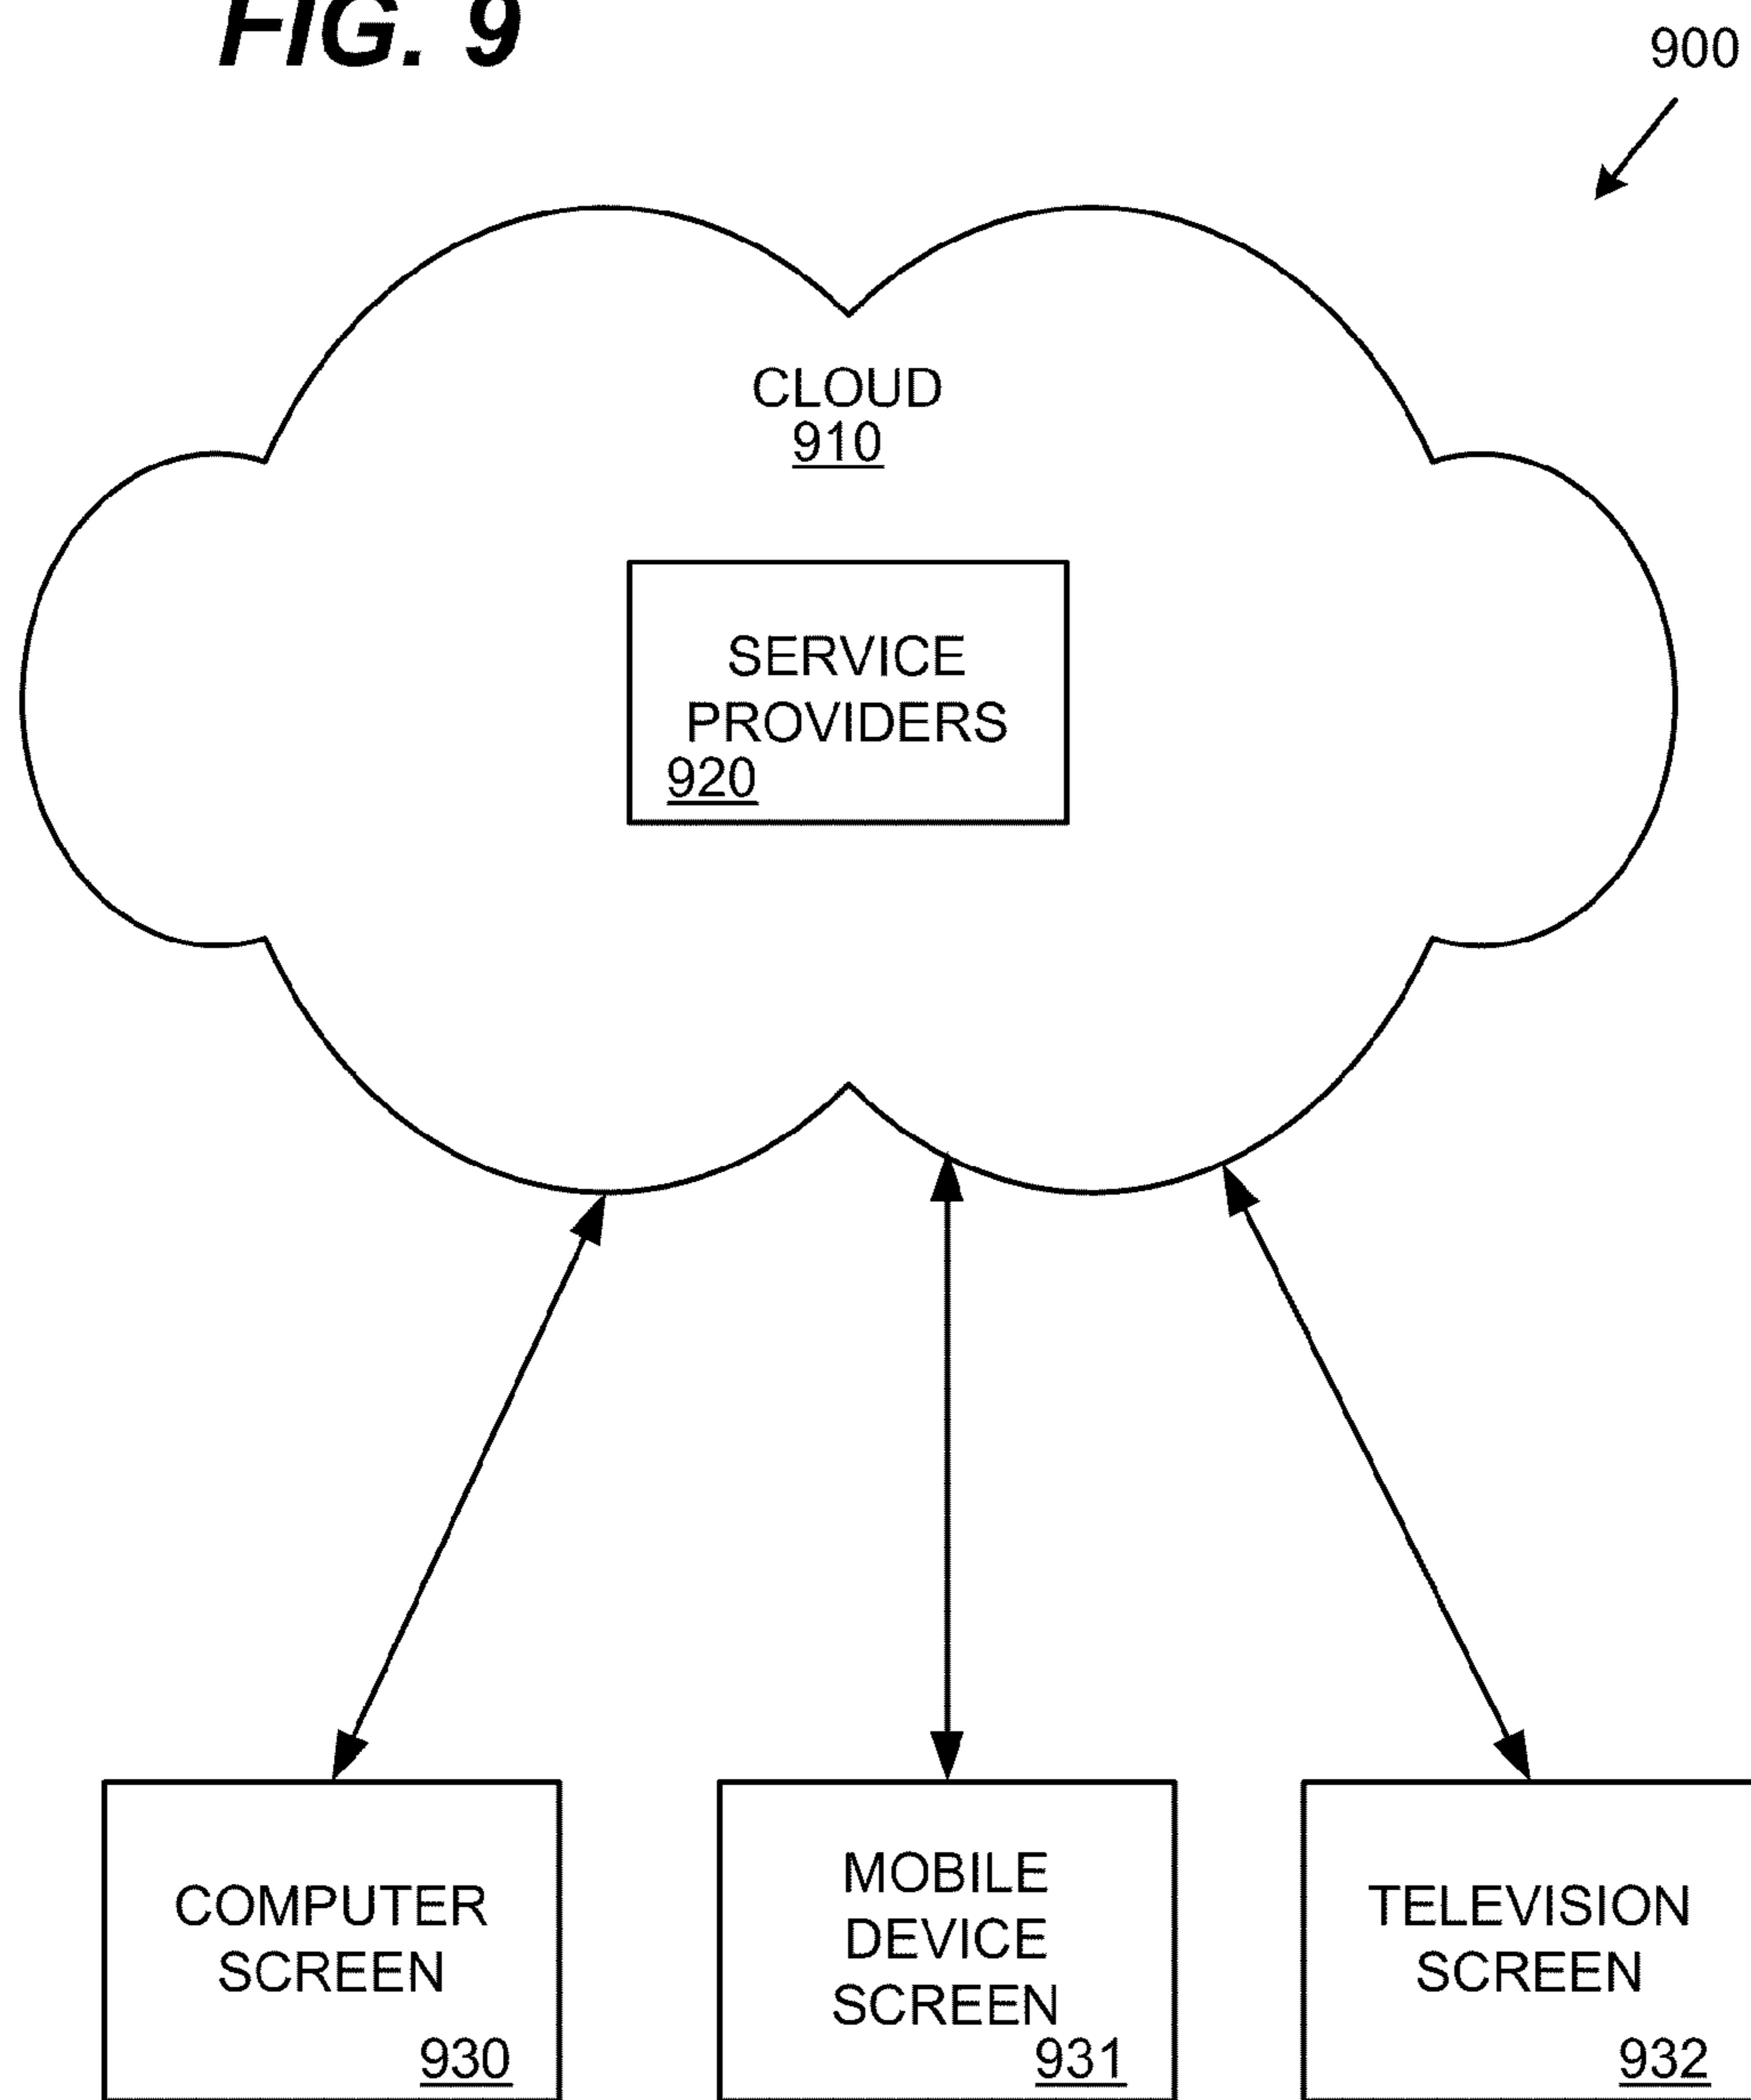 FIG. 9
900
CLOUD
910
SERVICE
PROVIDERS
920
COMPUTER
SCREEN
930
MOBILE
DEVICE
SCREEN
931
TELEVISION
SCREEN
932